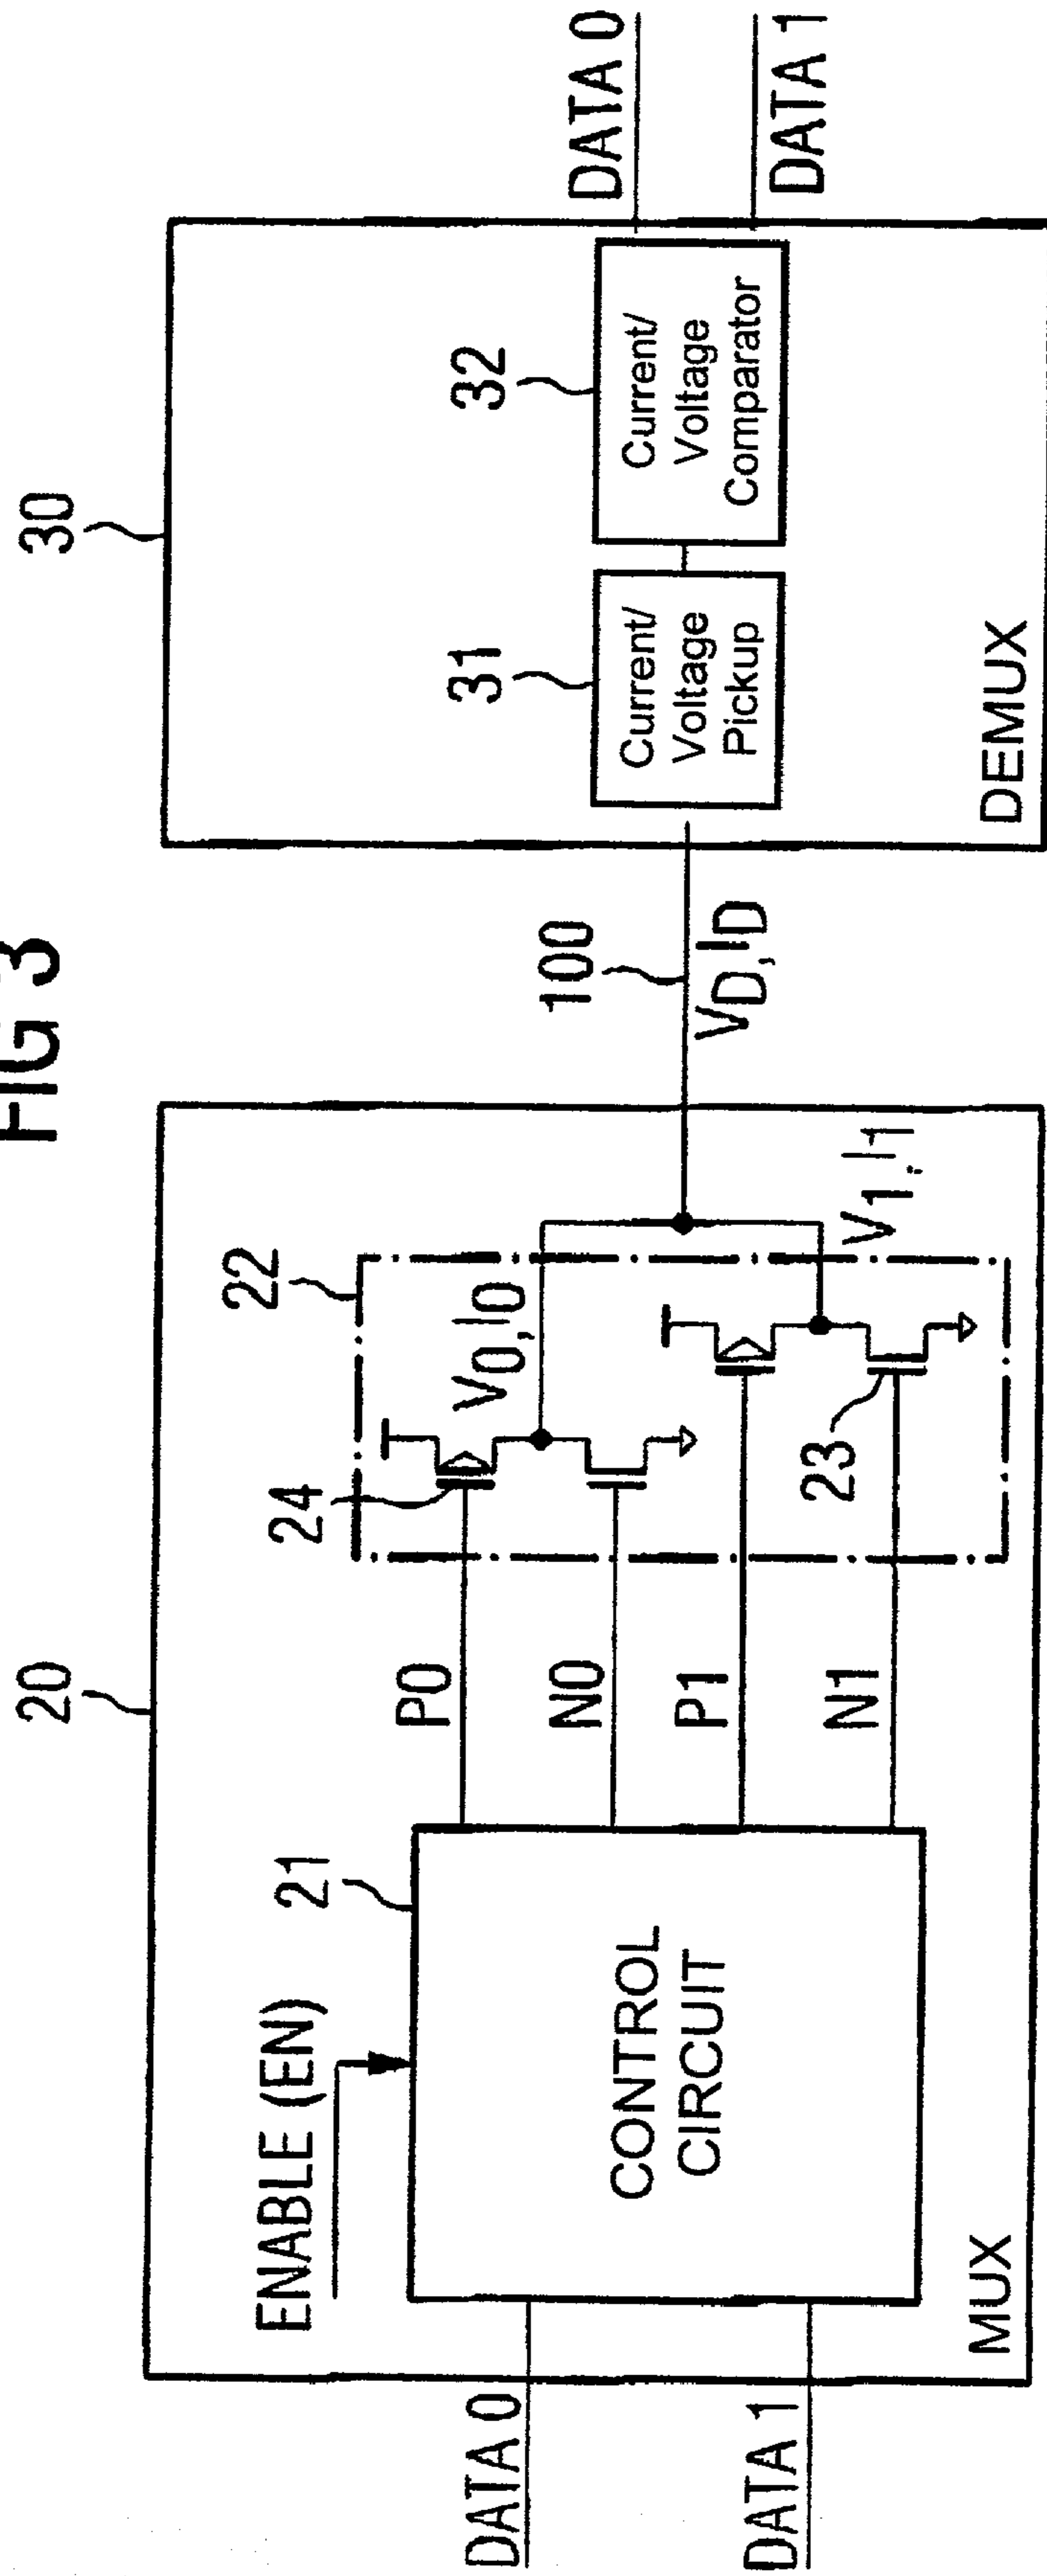 FIG 3
20
ENABLE (EN)
21
CONTROL
CIRCUIT
DATA 0
DATA 1
MUX
P0
N0
P1
N1
22
24
V0,I0
23
V1,I1
100
VD,ID
30
31
Current/
Voltage
Pickup
32
Current/
Voltage
Comparator
DEMUX
DATA 0
DATA 1